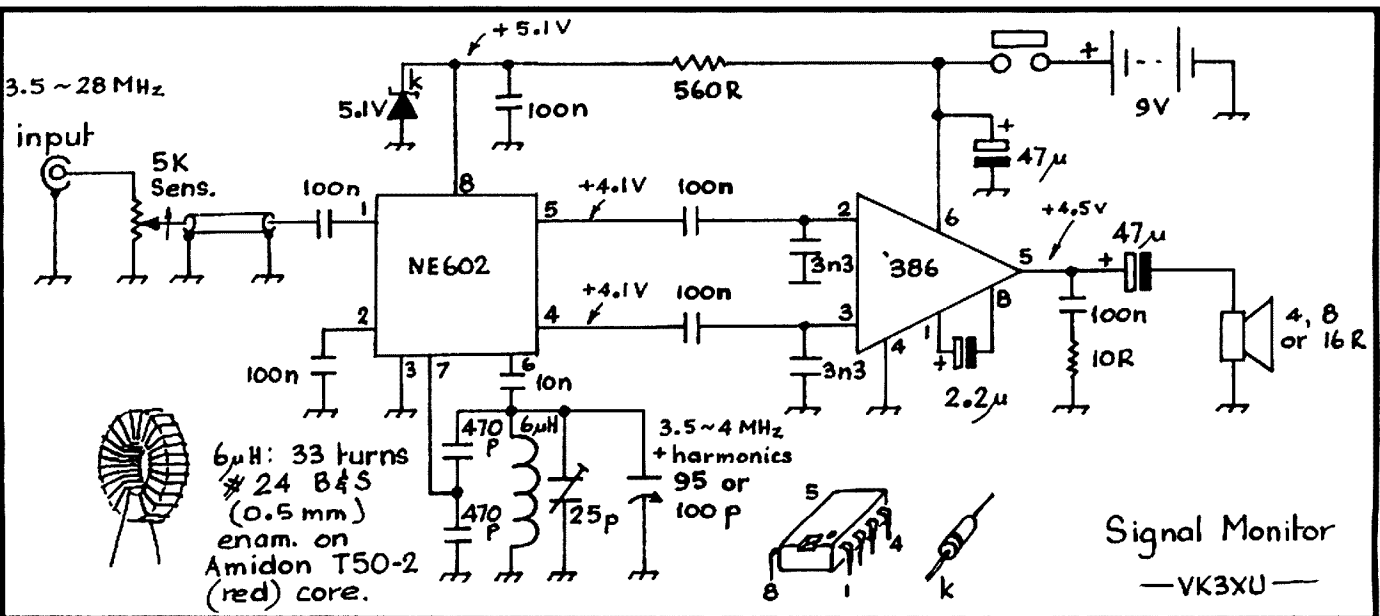 +5.1V
3.5 ~ 28 MHz
input
5K
Sens.
5.1V
k
100n
560R
+
9V
+
47µ
100n
1
8
5
+4.1V
100n
2
6
+4.5V
47µ
+
NE602
3n3
'386
5
8
100n
2
4
+4.1V
100n
3
1
4
10R
4, 8
or 16R
100n
3
7
6
10n
3n3
+
2.2µ
470
p
6µH
3.5~4 MHz
+ harmonics
95 or
100 p
470
p
25p
6µH: 33 turns
# 24 B&S
(0.5 mm)
enam. on
Amidon T50-2
(red) core.
5
4
8
1
k
Signal Monitor
—VK3XU—